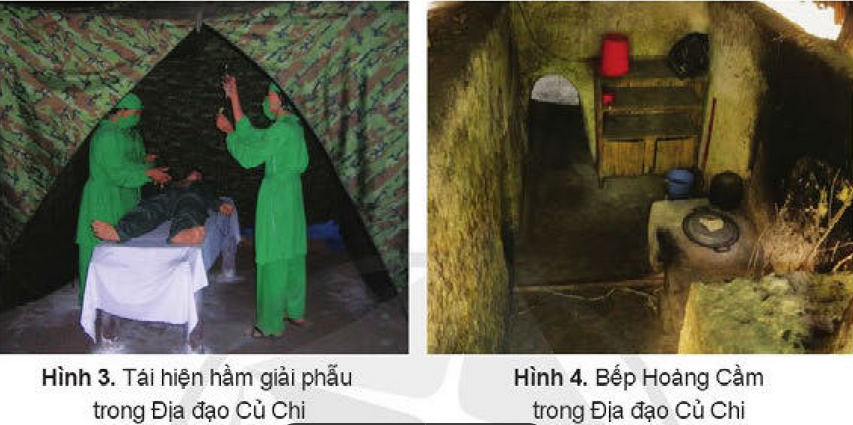 Hình 3. Tái hiện hầm giải phẫu
trong Địa đạo Củ Chi
Hình 4. Bếp Hoàng Cầm
trong Địa đạo Củ Chi